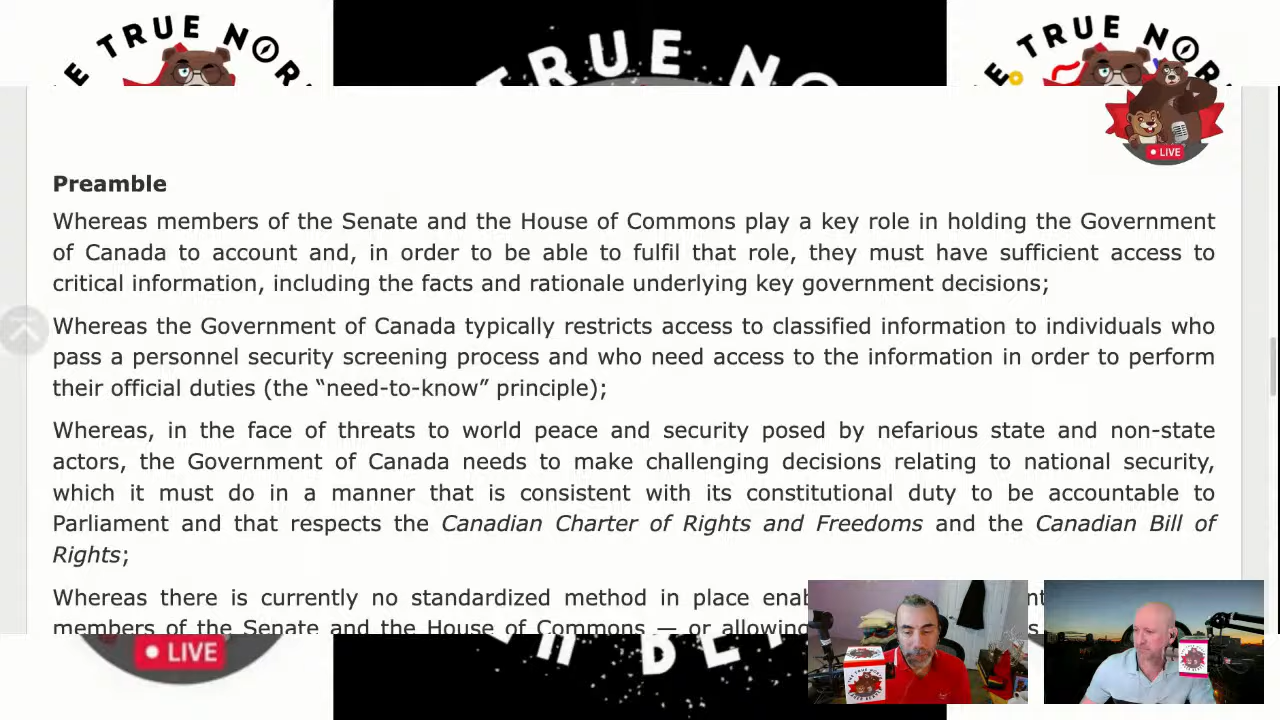 E TRUE NOR
TRUE NO
E TRUE NOR
LIVE
Preamble
Whereas members of the Senate and the House of Commons play a key role in holding the Government
of Canada to account and, in order to be able to fulfil that role, they must have sufficient access to
critical information, including the facts and rationale underlying key government decisions;
Whereas the Government of Canada typically restricts access to classified information to individuals who
pass a personnel security screening process and who need access to the information in order to perform
their official duties (the “need-to-know” principle);
Whereas, in the face of threats to world peace and security posed by nefarious state and non-state
actors, the Government of Canada needs to make challenging decisions relating to national security,
which it must do in a manner that is consistent with its constitutional duty to be accountable to
Parliament and that respects the Canadian Charter of Rights and Freedoms and the Canadian Bill of
Rights;
Whereas there is currently no standardized method in place
members of the Senate and the House of Commons — or
LIVE